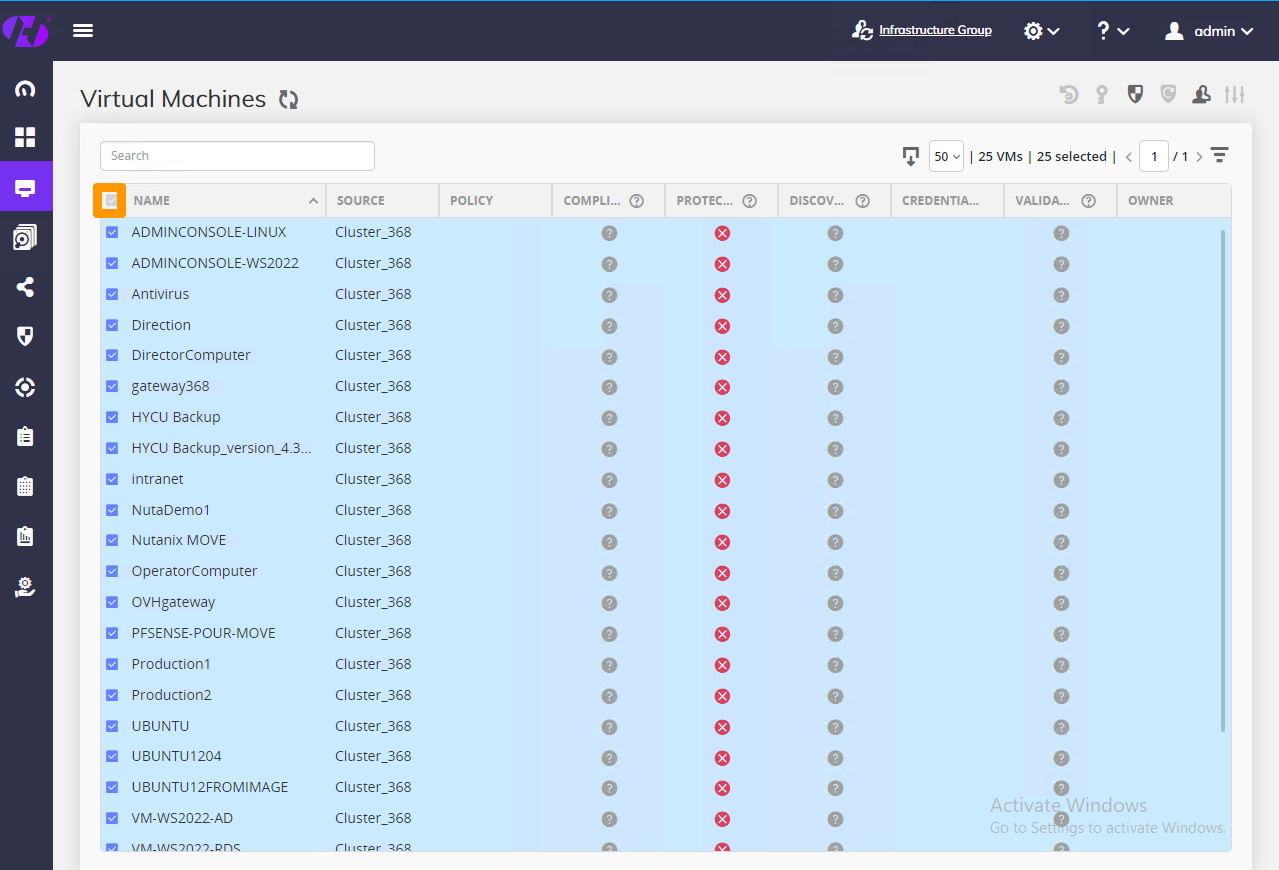 Infrastructure Group
? 
admin
Virtual Machines
Search
50 | 25 VMs | 25 selected | < 1 / 1 >
NAME SOURCE POLICY COMPLI... ? PROTEC... ? DISCOV... ? CREDENTIA... VALIDA... ? OWNER
ADMINCONSOLE-LINUX Cluster_368 ? ? ?
ADMINCONSOLE-WS2022 Cluster_368 ? ? ?
Antivirus Cluster_368 ? ? ?
Direction Cluster_368 ? ? ?
DirectorComputer Cluster_368 ? ? ?
gateway368 Cluster_368 ? ? ?
HYCU Backup Cluster_368 ? ? ?
HYCU Backup_version_4.3... Cluster_368 ? ? ?
intranet Cluster_368 ? ? ?
NutaDemo1 Cluster_368 ? ? ?
Nutanix MOVE Cluster_368 ? ? ?
OperatorComputer Cluster_368 ? ? ?
OVHgateway Cluster_368 ? ? ?
PFSENSE-POUR-MOVE Cluster_368 ? ? ?
Production1 Cluster_368 ? ? ?
Production2 Cluster_368 ? ? ?
UBUNTU Cluster_368 ? ? ?
UBUNTU1204 Cluster_368 ? ? ?
UBUNTU12FROMIMAGE Cluster_368 ? ? ?
VM-WS2022-AD Cluster_368 ? ? ?
VM-WS2022-RDS Cluster_368 ? ? ?
Activate Windows
Go to Settings to activate Windows.